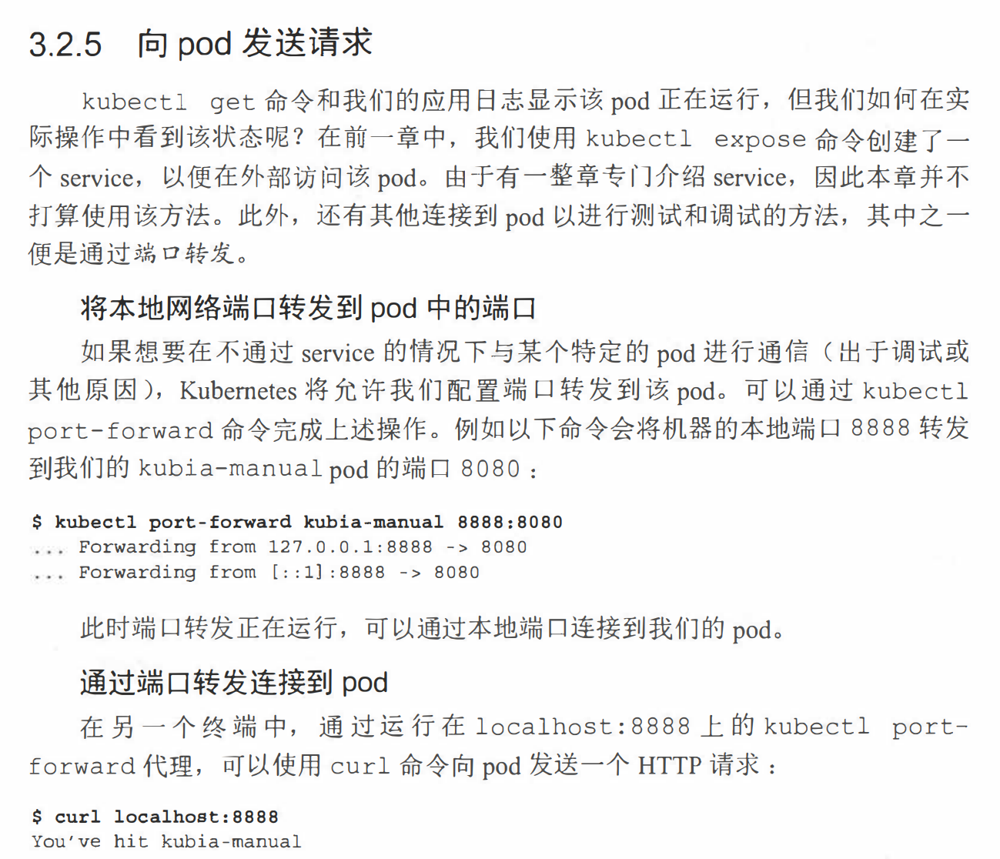 3.2.5 向 pod 发送请求
kubectl get 命令和我们的应用日志显示该 pod 正在运行，但我们如何在实
际操作中看到该状态呢？在前一章中，我们使用 kubectl expose 命令创建了一
个 service，以便在外部访问该 pod。由于有一整章专门介绍 service，因此本章并不
打算使用该方法。此外，还有其他连接到 pod 以进行测试和调试的方法，其中之一
便是通过端口转发。
将本地网络端口转发到 pod 中的端口
如果想要在不通过 service 的情况下与某个特定的 pod 进行通信（出于调试或
其他原因），Kubernetes 将允许我们配置端口转发到该 pod。可以通过 kubectl
port-forward 命令完成上述操作。例如以下命令会将机器的本地端口 8888 转发
到我们的 kubia-manual pod 的端口 8080：
$ kubectl port-forward kubia-manual 8888:8080
... Forwarding from 127.0.0.1:8888 -> 8080
... Forwarding from [::1]:8888 -> 8080
此时端口转发正在运行，可以通过本地端口连接到我们的 pod。
通过端口转发连接到 pod
在另一个终端中，通过运行在 localhost:8888 上的 kubectl port-
forward 代理，可以使用 curl 命令向 pod 发送一个 HTTP 请求：
$ curl localhost:8888
You've hit kubia-manual